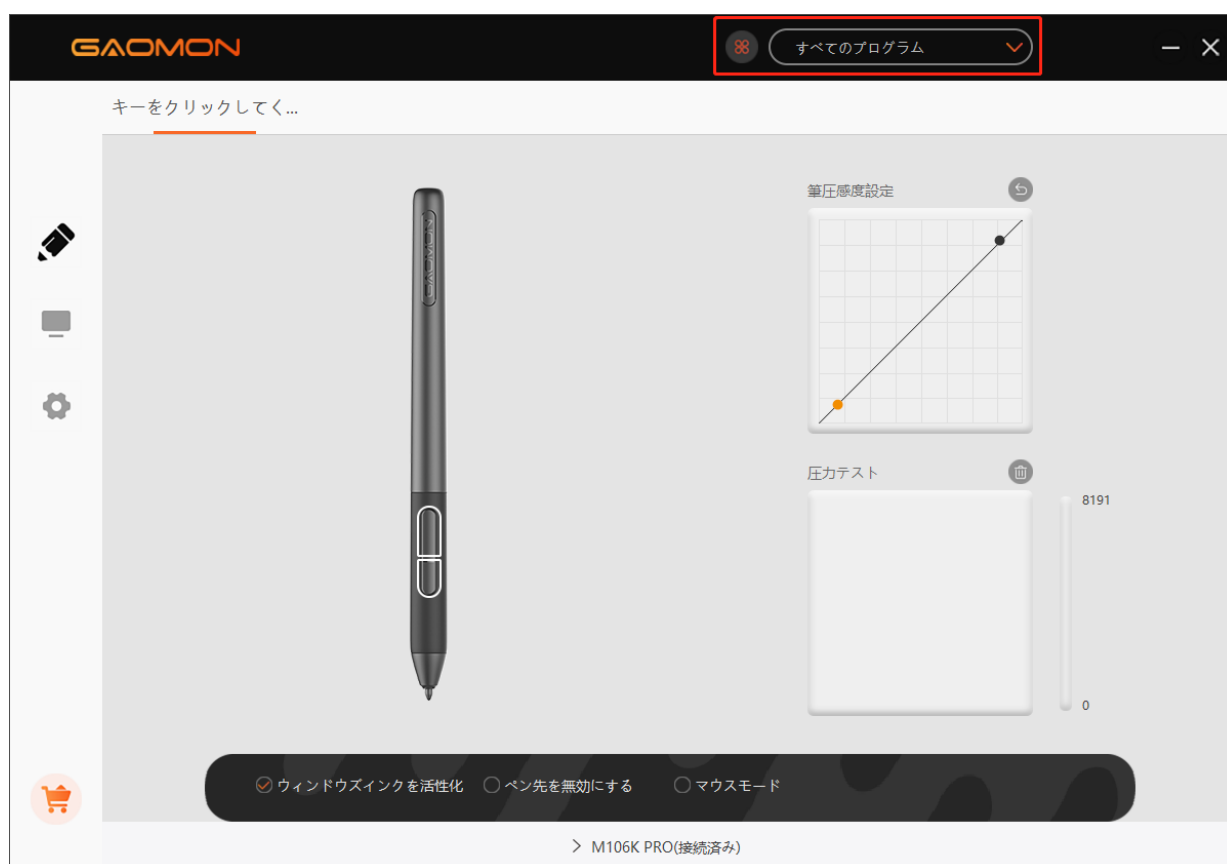 GAOMON
すべてのプログラム
キーをクリックしてく...
GAOMON
筆圧感度設定
圧力テスト
8191
0
ウィンドウズインクを活性化
ペン先を無効にする
マウスモード
M106K PRO(接続済み)